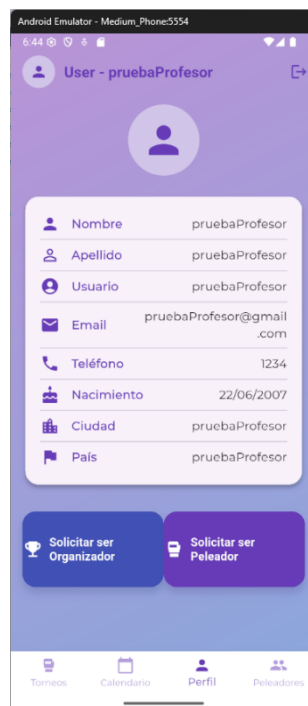 Android Emulator - Medium_Phone:5554
6:44
User - pruebaProfesor
Nombre pruebaProfesor
Apellido pruebaProfesor
Usuario pruebaProfesor
Email pruebaProfesor@gmail
.com
Teléfono 1234
Nacimiento 22/06/2007
Ciudad pruebaProfesor
País pruebaProfesor
Solicitar ser
Organizador
Solicitar ser
Peleador
Torneos Calendario Perfil Peleadores